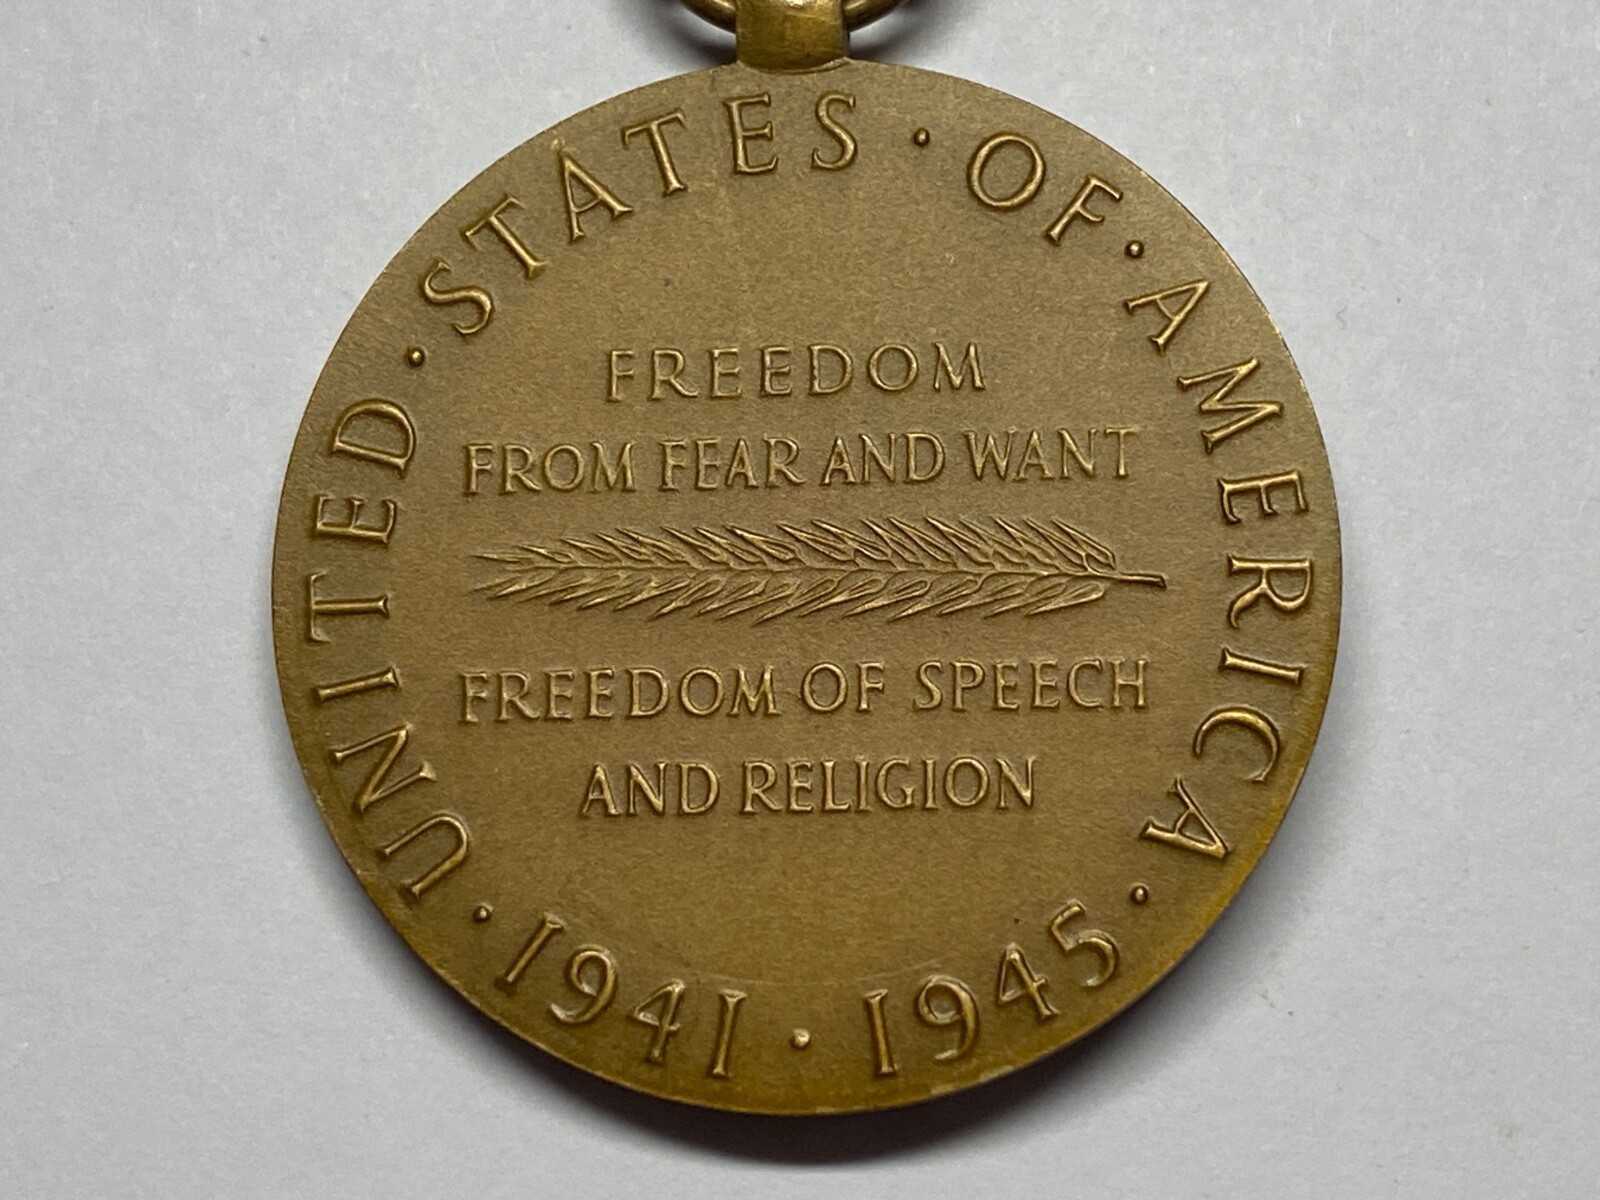 UNITED · STATES · OF · AMERICA · 1941 · 1945 ·
FREEDOM
FROM FEAR AND WANT
FREEDOM OF SPEECH
AND RELIGION